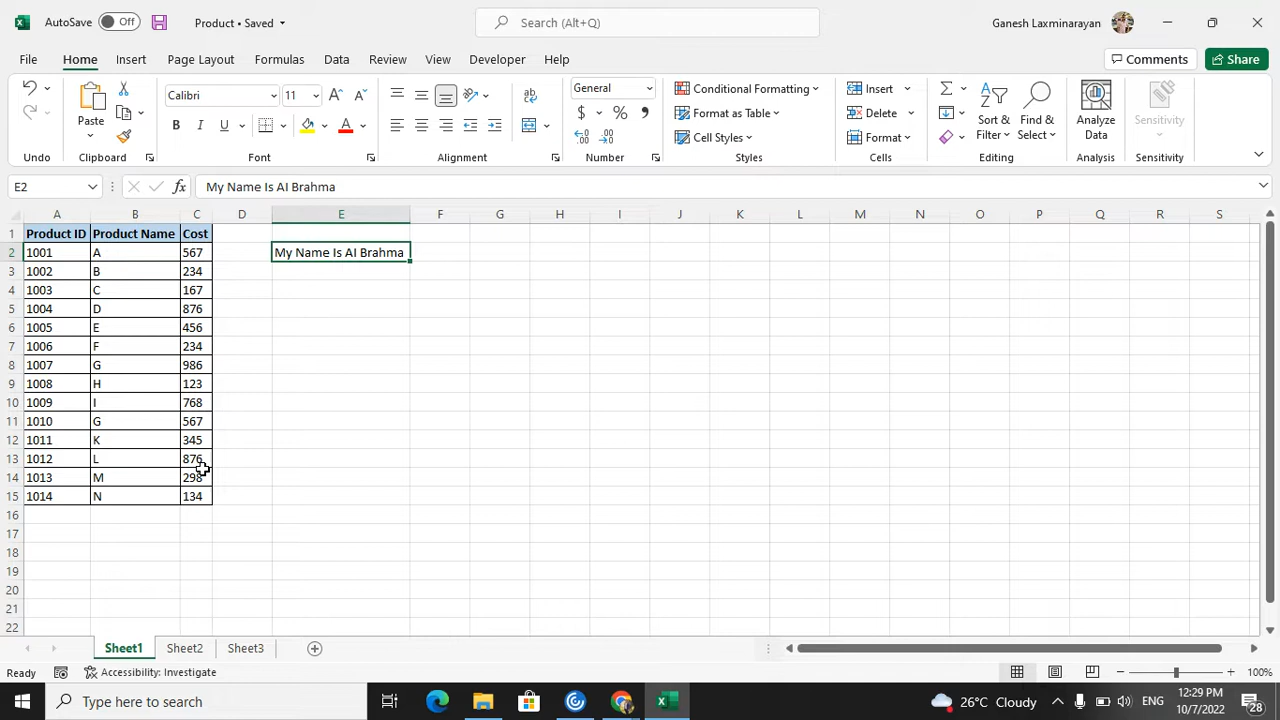 AutoSave Off Product • Saved Search (Alt+Q) Ganesh Laxminarayan
File Home Insert Page Layout Formulas Data Review View Developer Help Comments Share
Calibri 11 General Conditional Formatting Insert
Paste Format as Table Delete Sort & Filter Find & Select Analyze Data Sensitivity
B I U A $ % Cell Styles Format
Undo Clipboard Font Alignment Number Styles Cells Editing Analysis Sensitivity
E2 fx My Name Is AI Brahma
A B C D E F G H I J K L M N O P Q R S
1 Product ID Product Name Cost
2 1001 A 567 My Name Is AI Brahma
3 1002 B 234
4 1003 C 167
5 1004 D 876
6 1005 E 456
7 1006 F 234
8 1007 G 986
9 1008 H 123
10 1009 I 768
11 1010 G 567
12 1011 K 345
13 1012 L 876
14 1013 M 298
15 1014 N 134
16
17
18
19
20
21
22
Sheet1 Sheet2 Sheet3
Ready Accessibility: Investigate 100%
Type here to search 26°C Cloudy ENG 12:29 PM
10/7/2022 28